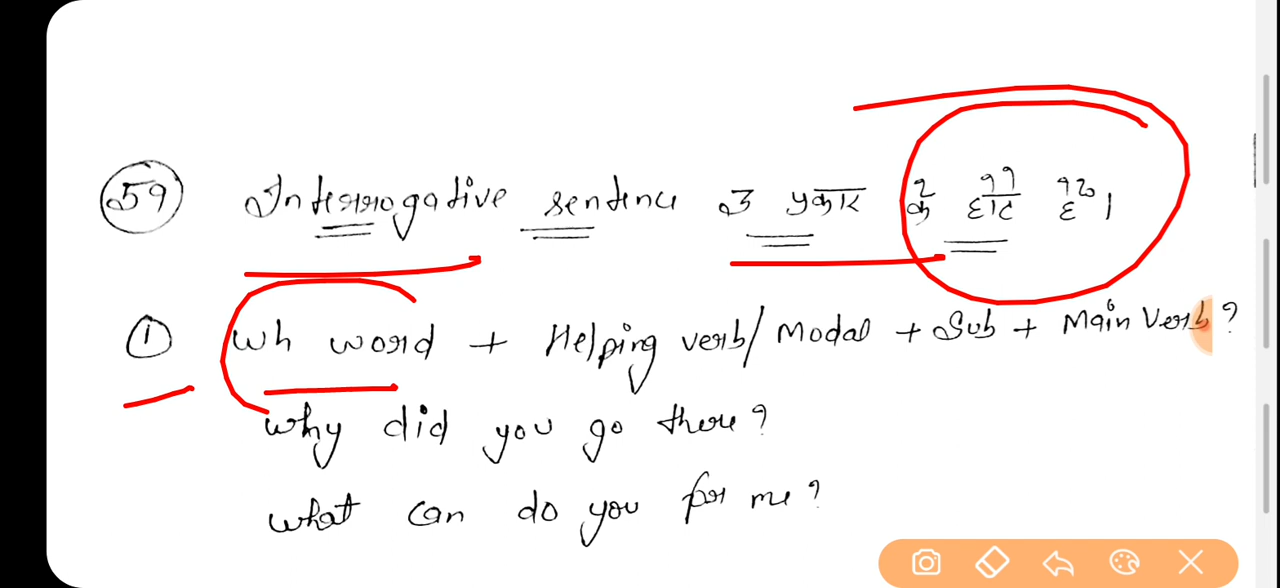 59 Interrogative sentence 3 प्रकार के होते हैं।
1 Wh word + Helping verb/Modal + Sub + Main Verb?
why did you go there?
what can do you for me?